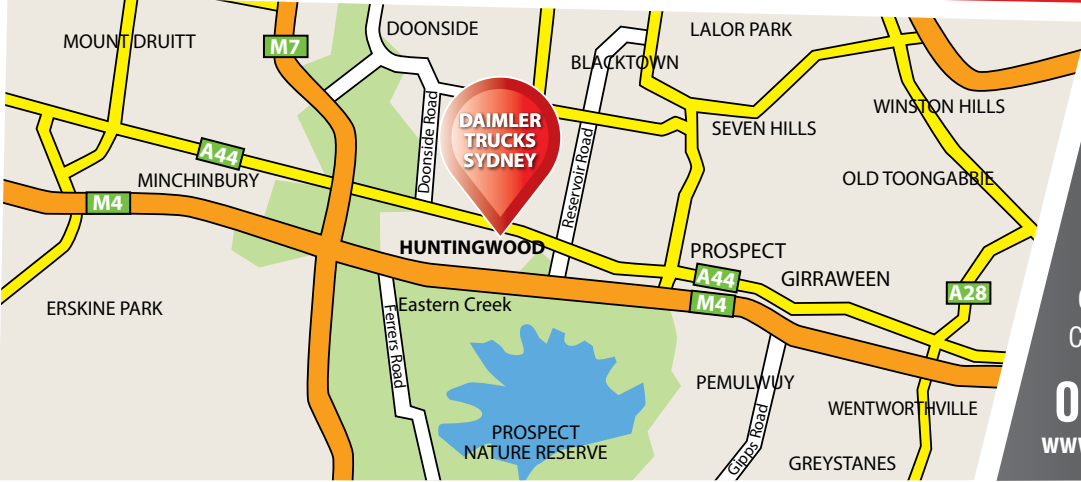 DOONSIDE
LALOR PARK
MOUNT DRUITT
M7
BLACKTOWN
WINSTON HILLS
DAIMLER
TRUCKS
SYDNEY
SEVEN HILLS
Doonside Road
Reservoir Road
A44
MINCHINBURY
OLD TOONGABBIE
M4
HUNTINGWOOD
PROSPECT
A44
GIRRAWEEN
A28
M4
ERSKINE PARK
Eastern Creek
Ferrers Road
PEMULWUY
WENTWORTHVILLE
PROSPECT
NATURE RESERVE
Gipps Road
GREYSTANES
www